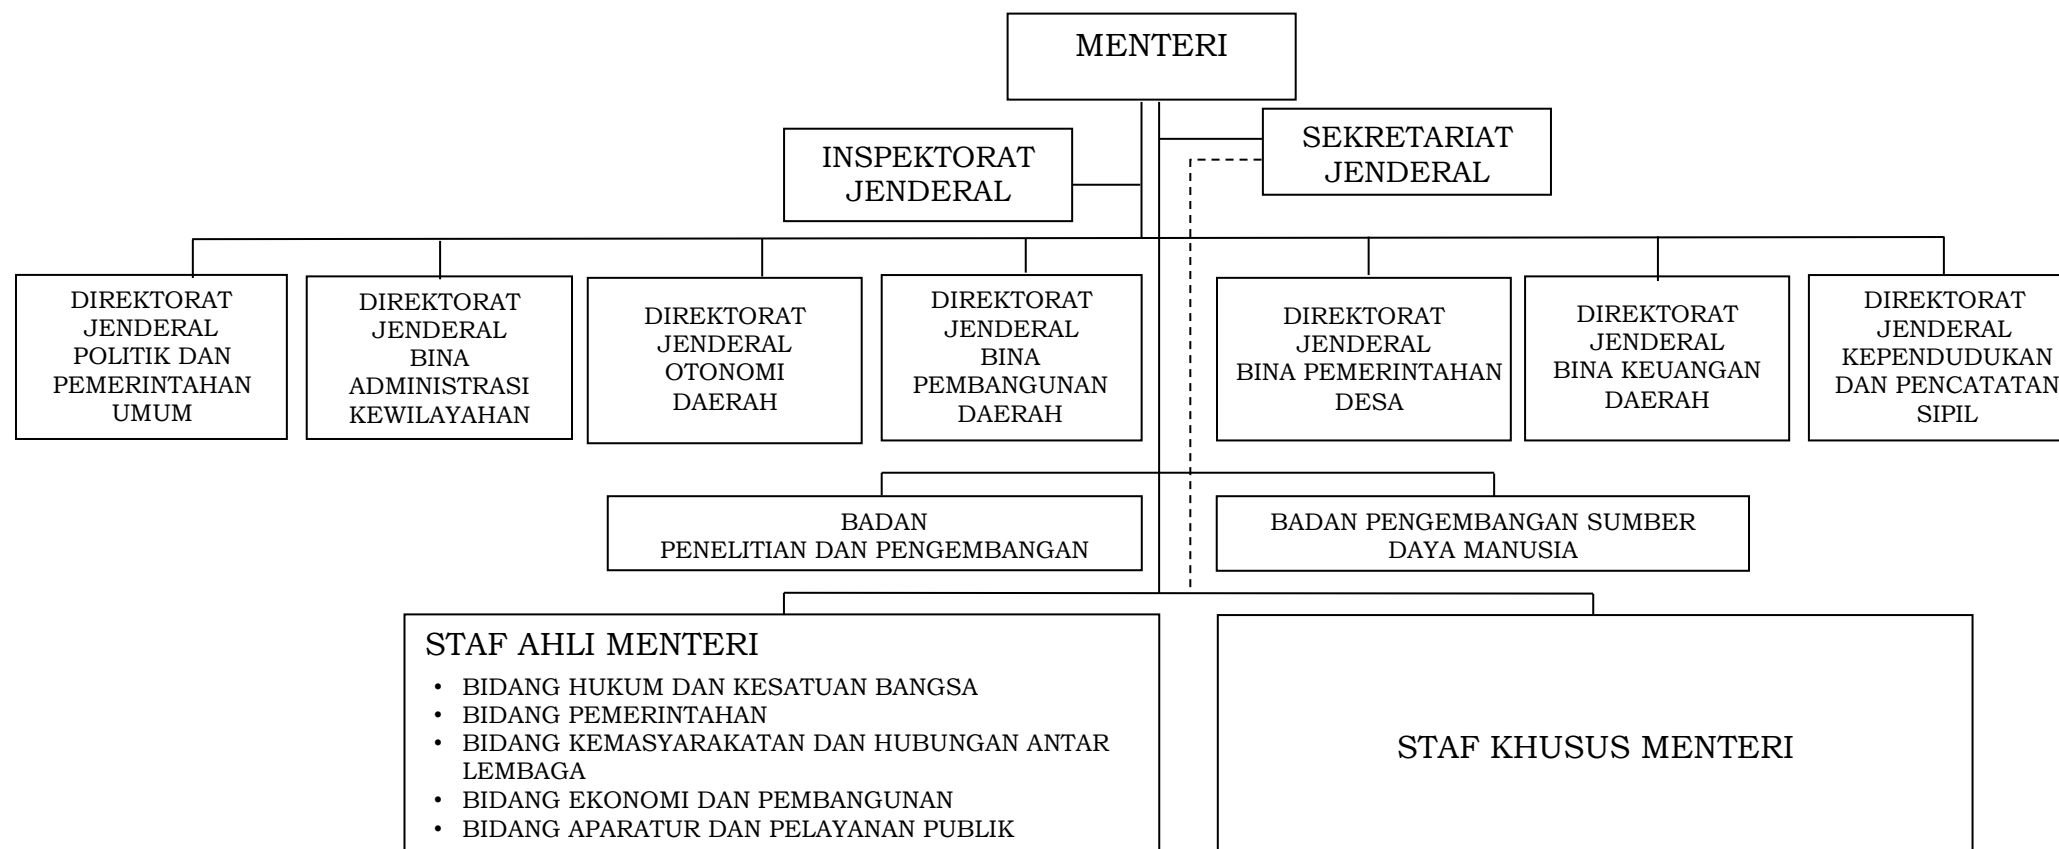 MENTERI
SEKRETARIAT
JENDERAL
INSPEKTORAT
JENDERAL
DIREKTORAT
JENDERAL
POLITIK DAN
PEMERINTAHAN
UMUM
DIREKTORAT
JENDERAL
BINA
ADMINISTRASI
KEWILAYAHAN
DIREKTORAT
JENDERAL
OTONOMI
DAERAH
DIREKTORAT
JENDERAL
BINA
PEMBANGUNAN
DAERAH
DIREKTORAT
JENDERAL
BINA PEMERINTAHAN
DESA
DIREKTORAT
JENDERAL
BINA KEUANGAN
DAERAH
DIREKTORAT
JENDERAL
KEPENDUDUKAN
DAN PENCATATAN
SIPIL
BADAN
PENELITIAN DAN PENGEMBANGAN
BADAN PENGEMBANGAN SUMBER
DAYA MANUSIA
STAF AHLI MENTERI
• BIDANG HUKUM DAN KESATUAN BANGSA
• BIDANG PEMERINTAHAN
• BIDANG KEMASYARAKATAN DAN HUBUNGAN ANTAR
LEMBAGA
• BIDANG EKONOMI DAN PEMBANGUNAN
• BIDANG APARATUR DAN PELAYANAN PUBLIK
STAF KHUSUS MENTERI